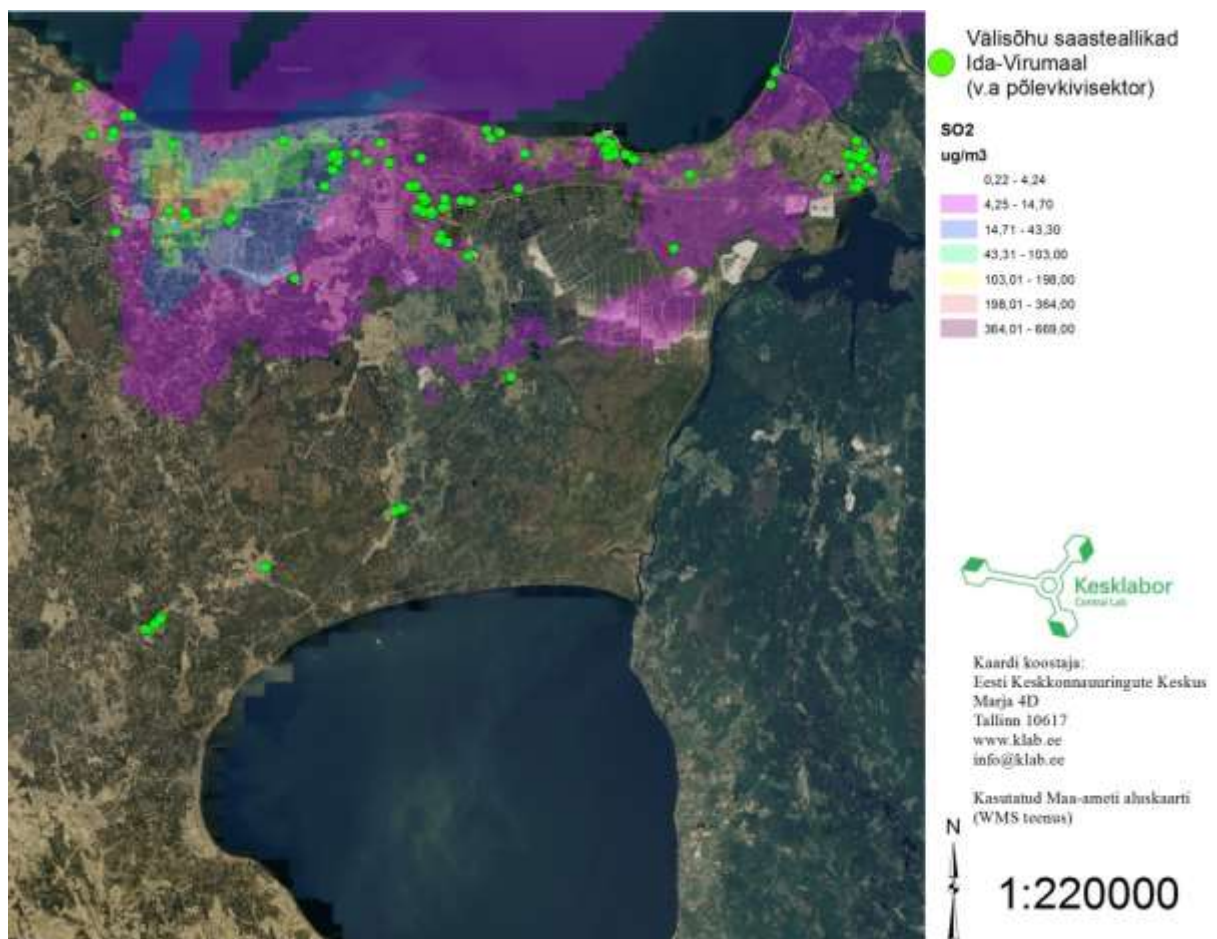 Välisõhu saasteallikad
Ida-Virumaal
(v.a põlevkivisektor)
SO2
ug/m3
0,22 - 4,24
4,25 - 14,70
14,71 - 43,30
43,31 - 103,00
103,01 - 198,00
198,01 - 364,00
364,01 - 669,00
Kesklabor
Central Lab
Kaardi koostaja:
Eesti Keskkonnauuringute Keskus
Marja 4D
Tallinn 10617
www.klab.ee
info@klab.ee
Kasutatud Maa-ameti aluskaarti
(WMS teenus)
N
1:220000